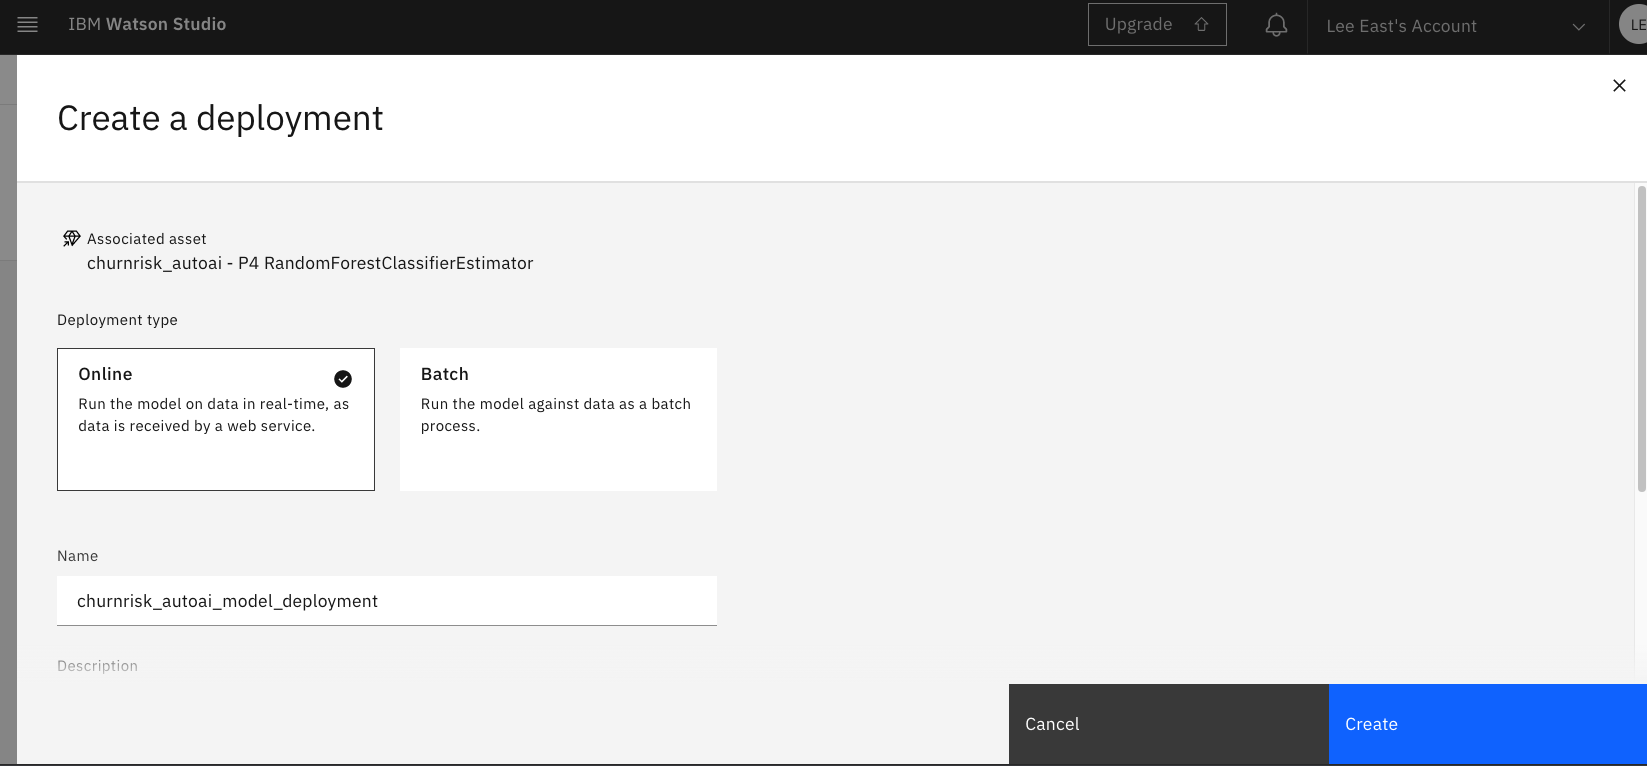 IBM Watson Studio
Upgrade
Lee East's Account
LE
Create a deployment
Associated asset
churnrisk_autoai - P4 RandomForestClassifierEstimator
Deployment type
Online
Run the model on data in real-time, as
data is received by a web service.
Batch
Run the model against data as a batch
process.
Name
churnrisk_autoai_model_deployment
Description
Cancel
Create